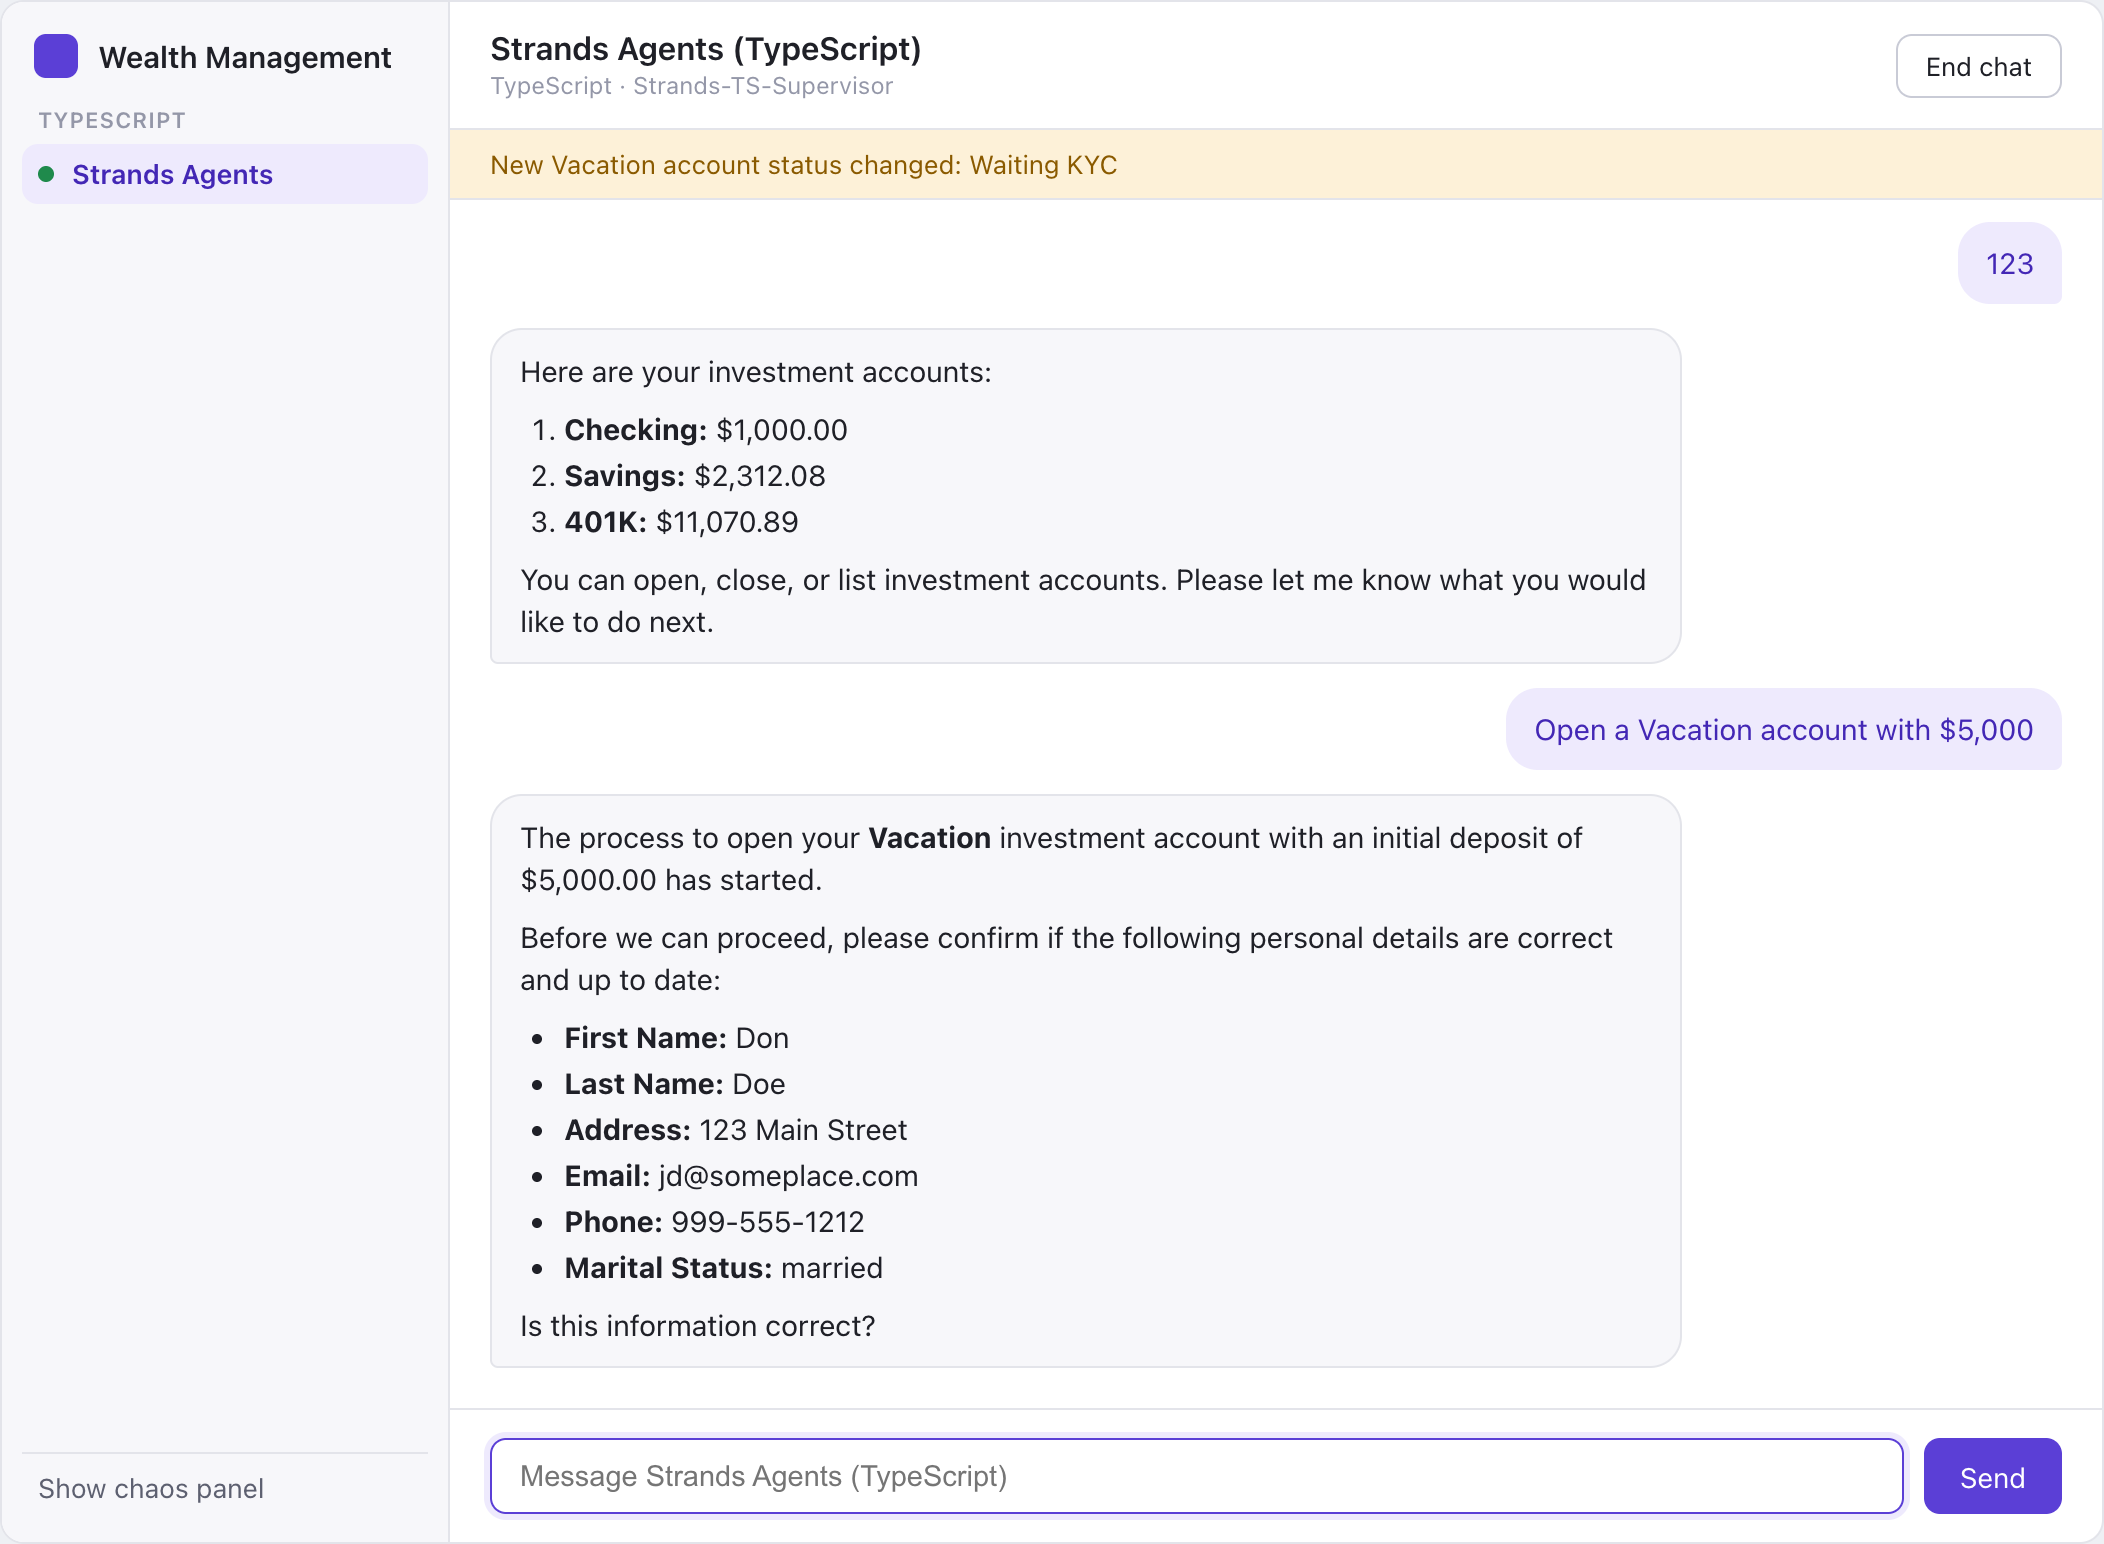 Wealth Management
TYPESCRIPT
Strands Agents
Show chaos panel
Strands Agents (TypeScript)
TypeScript · Strands-TS-Supervisor
End chat
New Vacation account status changed: Waiting KYC
123
Here are your investment accounts:
1. Checking: $1,000.00
2. Savings: $2,312.08
3. 401K: $11,070.89
You can open, close, or list investment accounts. Please let me know what you would
like to do next.
Open a Vacation account with $5,000
The process to open your Vacation investment account with an initial deposit of
$5,000.00 has started.
Before we can proceed, please confirm if the following personal details are correct
and up to date:
• First Name: Don
• Last Name: Doe
• Address: 123 Main Street
• Email: jd@someplace.com
• Phone: 999-555-1212
• Marital Status: married
Is this information correct?
Message Strands Agents (TypeScript)
Send